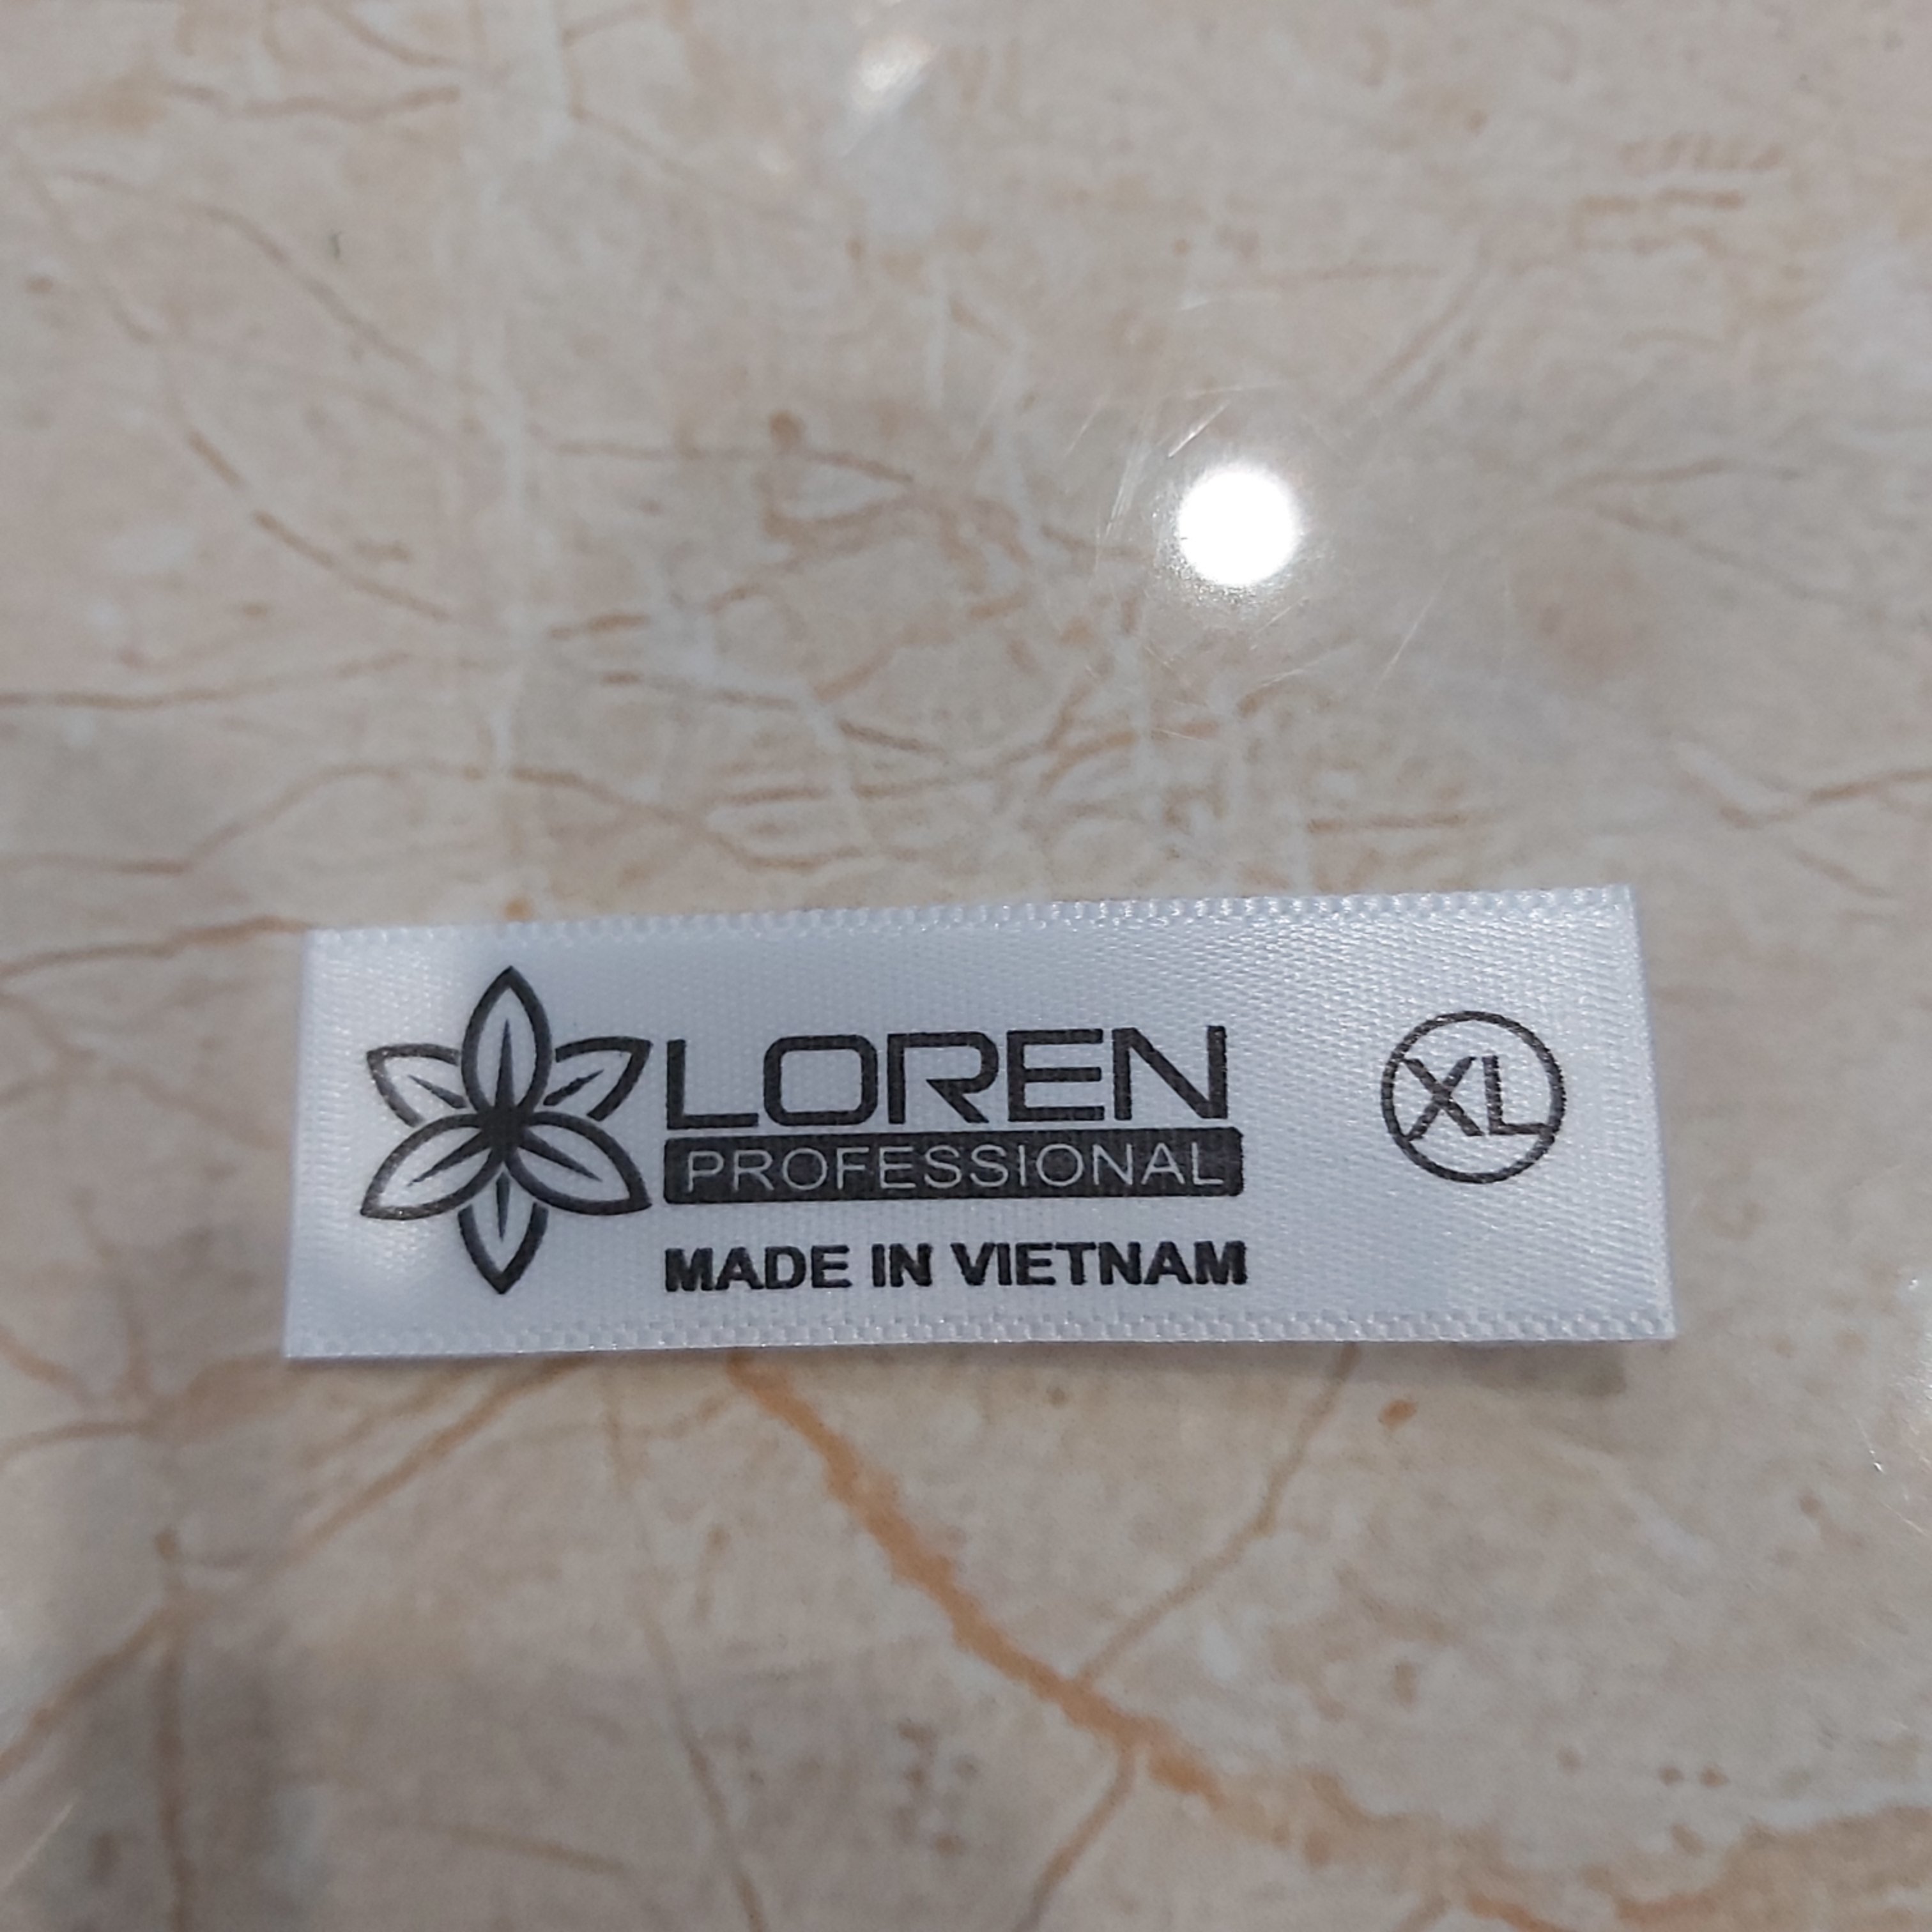 LOREN
PROFESSIONAL
MADE IN VIETNAM
XL